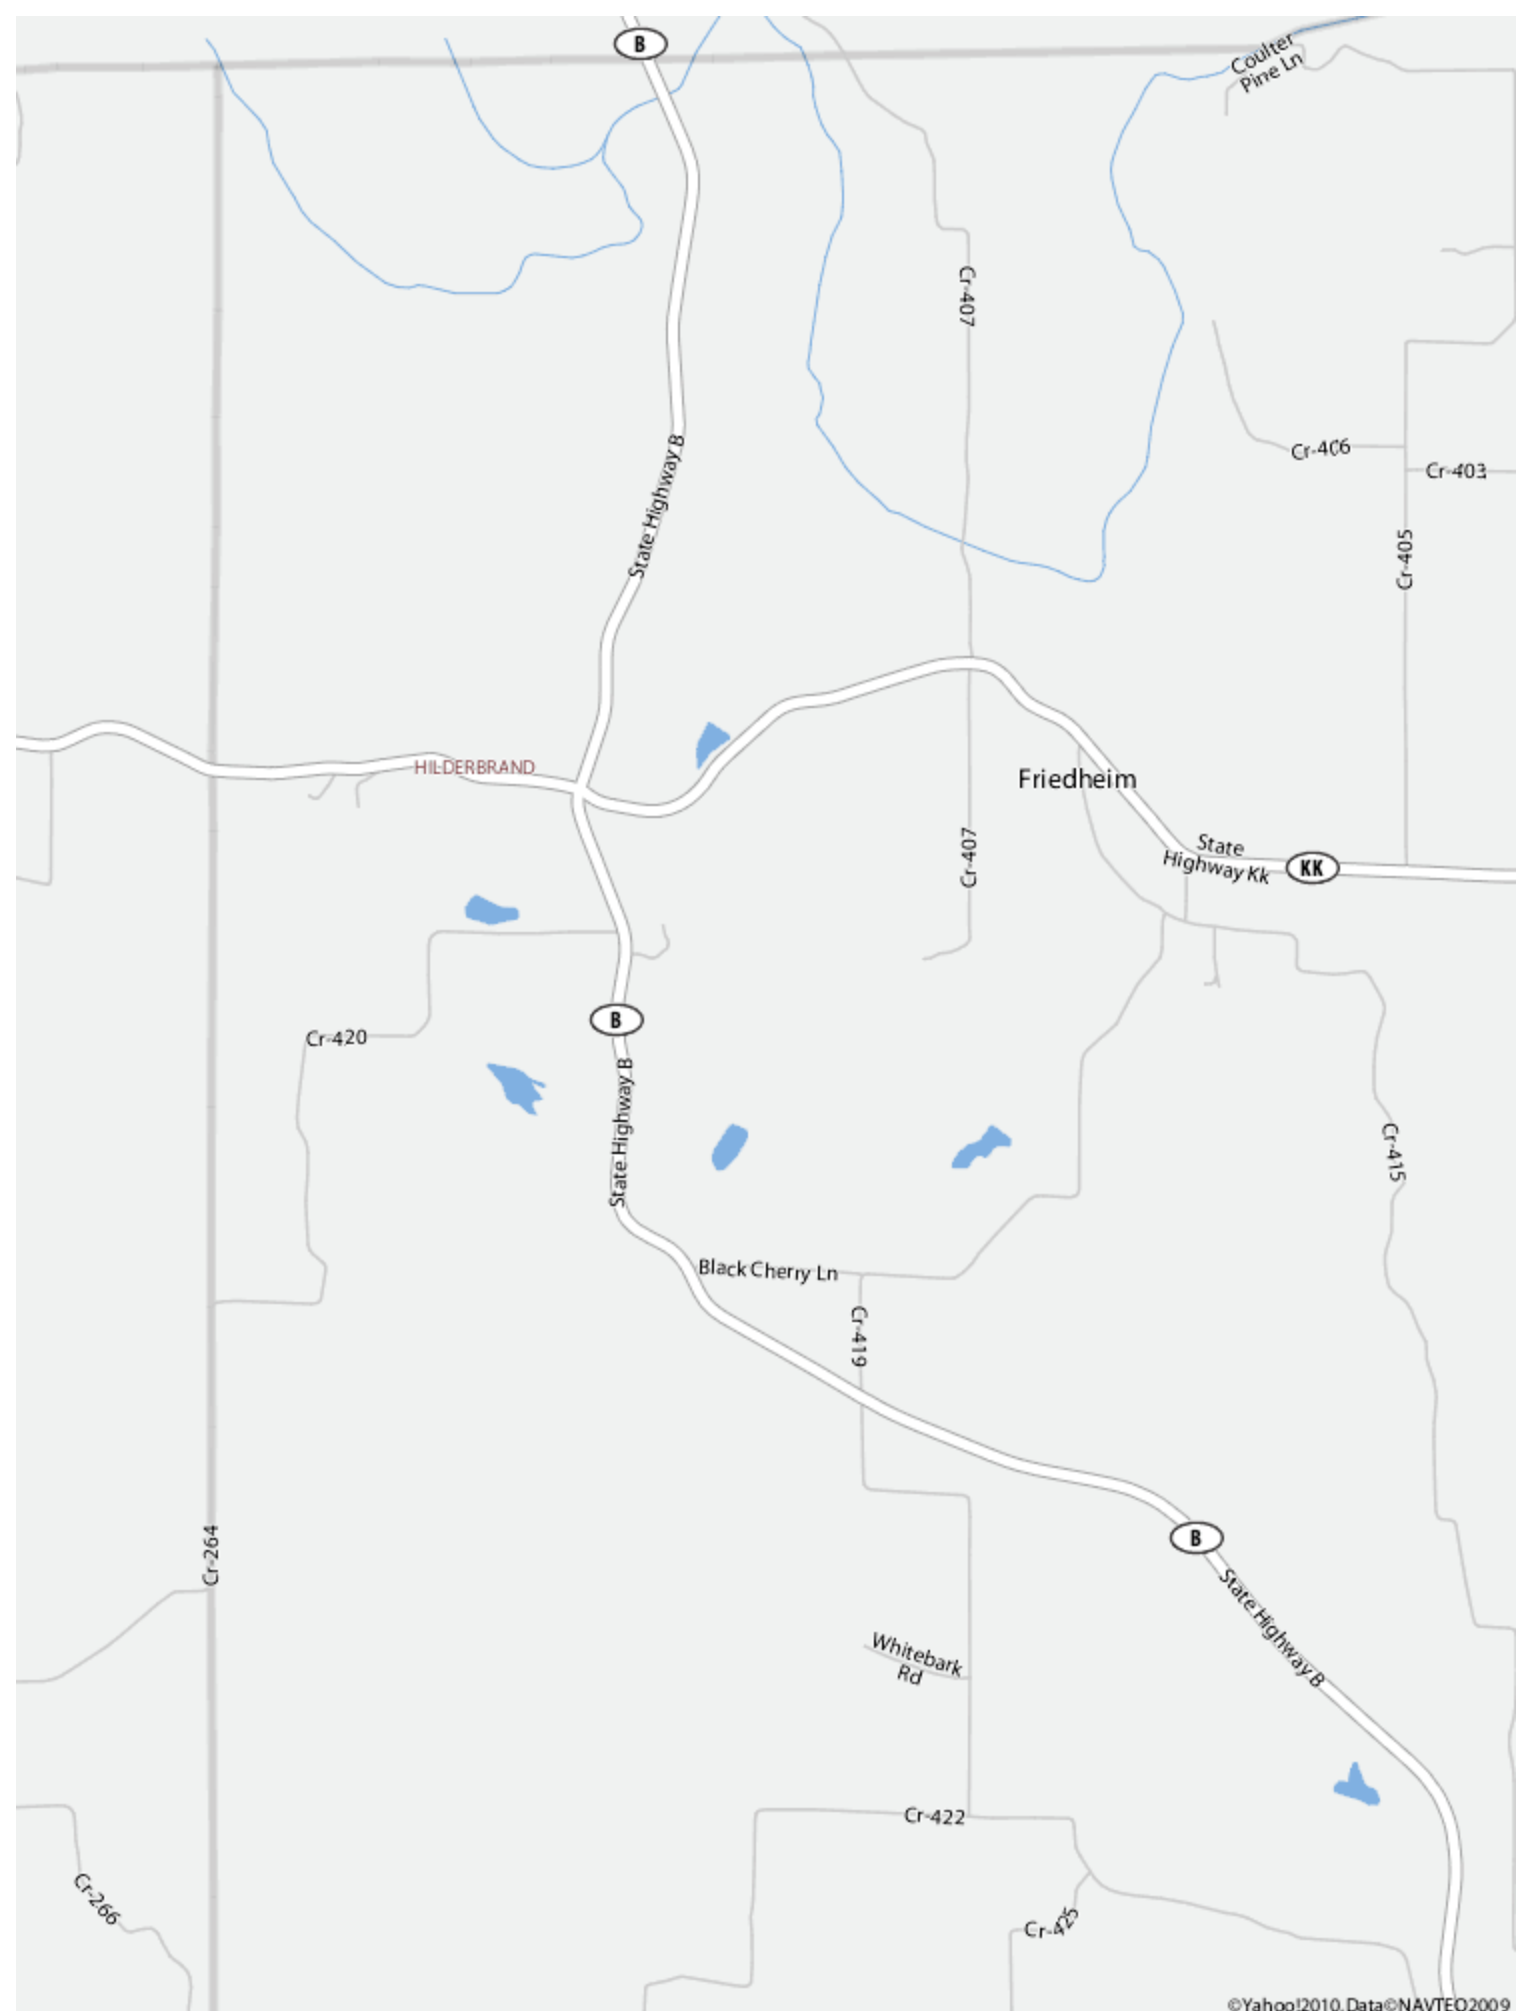 B
Coulter
Pine Ln
Cr-407
State Highway B
Cr-406
Cr-403
Cr-405
HILDERBRAND
Friedheim
Cr-407
State
Highway Kk
KK
B
Cr-420
State Highway B
Cr-415
Black Cherry Ln
Cr-419
Cr-264
B
State Highway B
Whitebark
Rd
Cr-422
Cr-266
Cr-425
©Yahoo!2010,Data©NAVTEQ2009